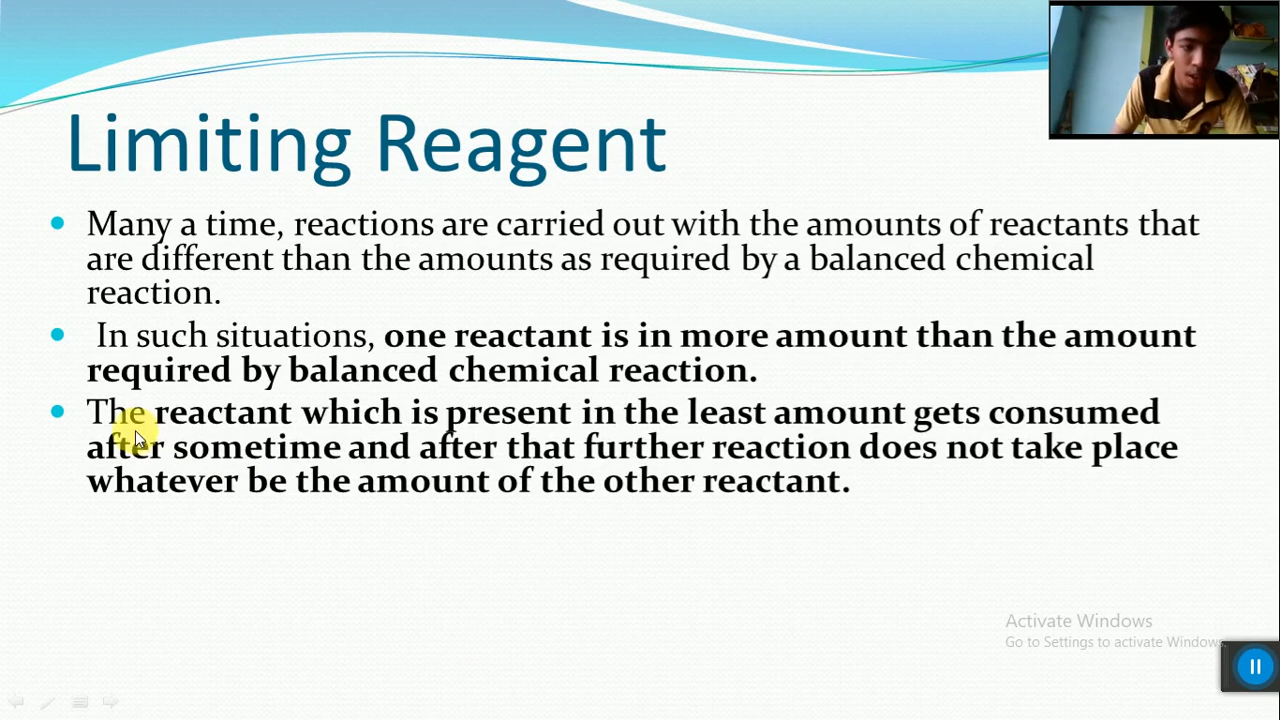 Limiting Reagent
Many a time, reactions are carried out with the amounts of reactants that
are different than the amounts as required by a balanced chemical
reaction.
In such situations, one reactant is in more amount than the amount
required by balanced chemical reaction.
The reactant which is present in the least amount gets consumed
after sometime and after that further reaction does not take place
whatever be the amount of the other reactant.
Activate Windows
Go to Settings to activate Windows.